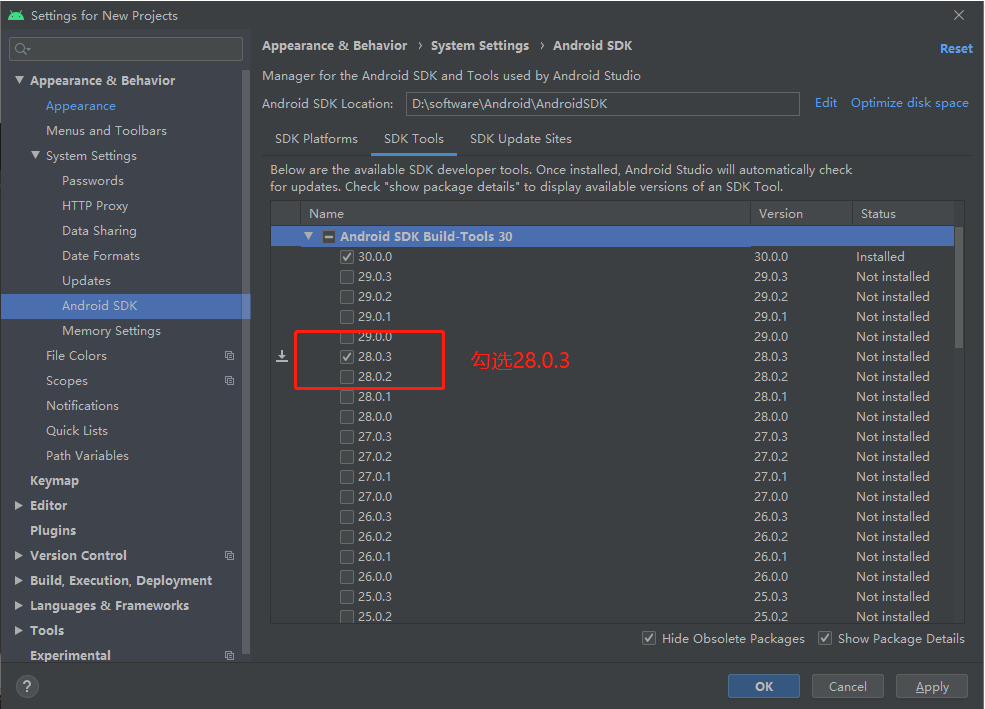 Settings for New Projects
Appearance & Behavior
Appearance
Menus and Toolbars
System Settings
Passwords
HTTP Proxy
Data Sharing
Date Formats
Updates
Android SDK
Memory Settings
File Colors
Scopes
Notifications
Quick Lists
Path Variables
Keymap
Editor
Plugins
Version Control
Build, Execution, Deployment
Languages & Frameworks
Tools
Experimental
Appearance & Behavior › System Settings › Android SDK
Reset
Manager for the Android SDK and Tools used by Android Studio
Android SDK Location: D:\software\Android\AndroidSDK Edit Optimize disk space
SDK Platforms SDK Tools SDK Update Sites
Below are the available SDK developer tools. Once installed, Android Studio will automatically check
for updates. Check "show package details" to display available versions of an SDK Tool.
Name Version Status
Android SDK Build-Tools 30
30.0.0 30.0.0 Installed
29.0.3 29.0.3 Not installed
29.0.2 29.0.2 Not installed
29.0.1 29.0.1 Not installed
29.0.0 29.0.0 Not installed
28.0.3 勾选28.0.3 28.0.3 Not installed
28.0.2 28.0.2 Not installed
28.0.1 28.0.1 Not installed
28.0.0 28.0.0 Not installed
27.0.3 27.0.3 Not installed
27.0.2 27.0.2 Not installed
27.0.1 27.0.1 Not installed
27.0.0 27.0.0 Not installed
26.0.3 26.0.3 Not installed
26.0.2 26.0.2 Not installed
26.0.1 26.0.1 Not installed
26.0.0 26.0.0 Not installed
25.0.3 25.0.3 Not installed
25.0.2 25.0.2 Not installed
Hide Obsolete Packages Show Package Details
? OK Cancel Apply